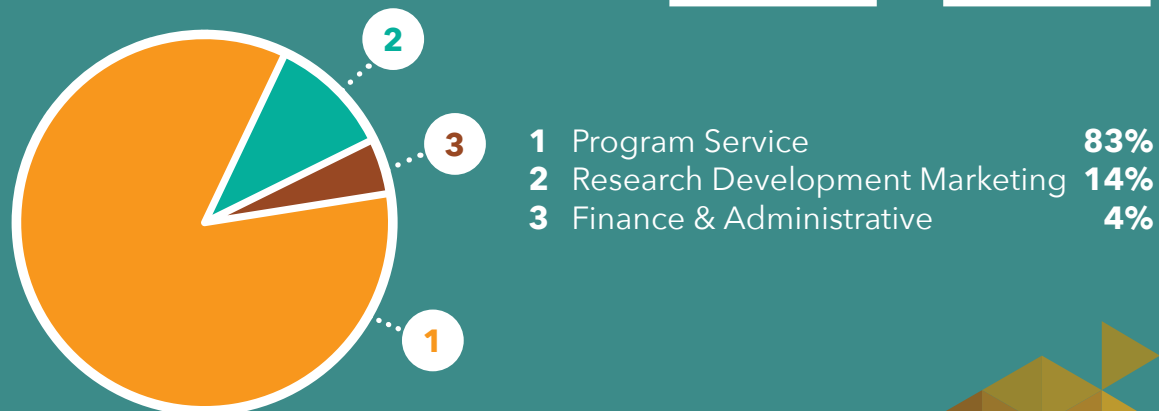 2
3
1 Program Service 83%
2 Research Development Marketing 14%
3 Finance & Administrative 4%
1